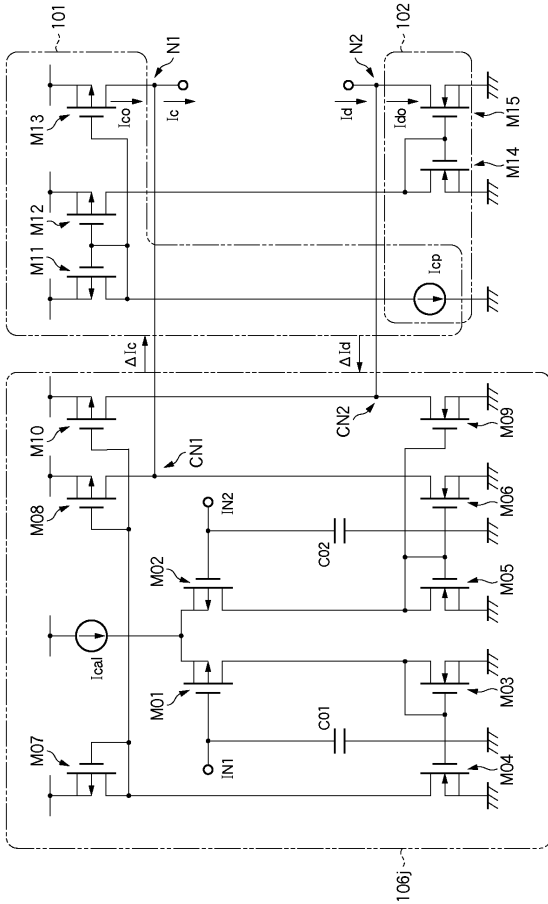 101
N1
N2
102
M13
Ico
Ic
Id
Ido
M15
M12
M14
M11
Icp
ΔIc
ΔId
M10
CN1
CN2
M09
M08
IN2
M06
M02
C02
M05
Ical
M01
C01
M03
M07
IN1
M04
106j